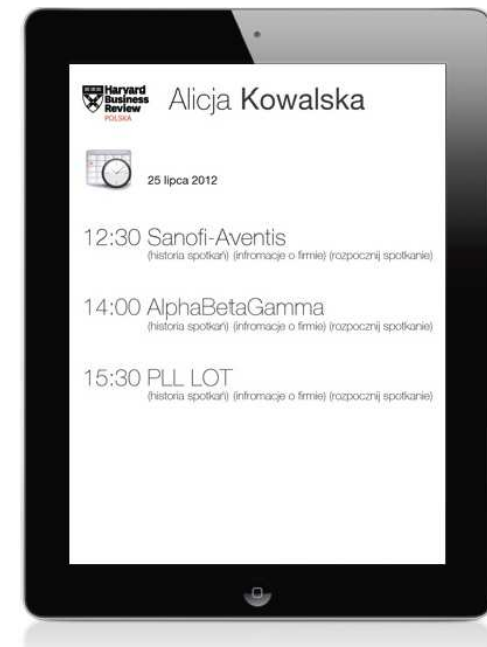 Harvard
Business
Review
POLSKA
Alicja Kowalska
25 lipca 2012
12:30 Sanofi-Aventis
(historia spotkań) (infromacje o firmie) (rozpocznij spotkanie)
14:00 AlphaBetaGamma
(historia spotkań) (infromacje o firmie) (rozpocznij spotkanie)
15:30 PLL LOT
(historia spotkań) (infromacje o firmie) (rozpocznij spotkanie)